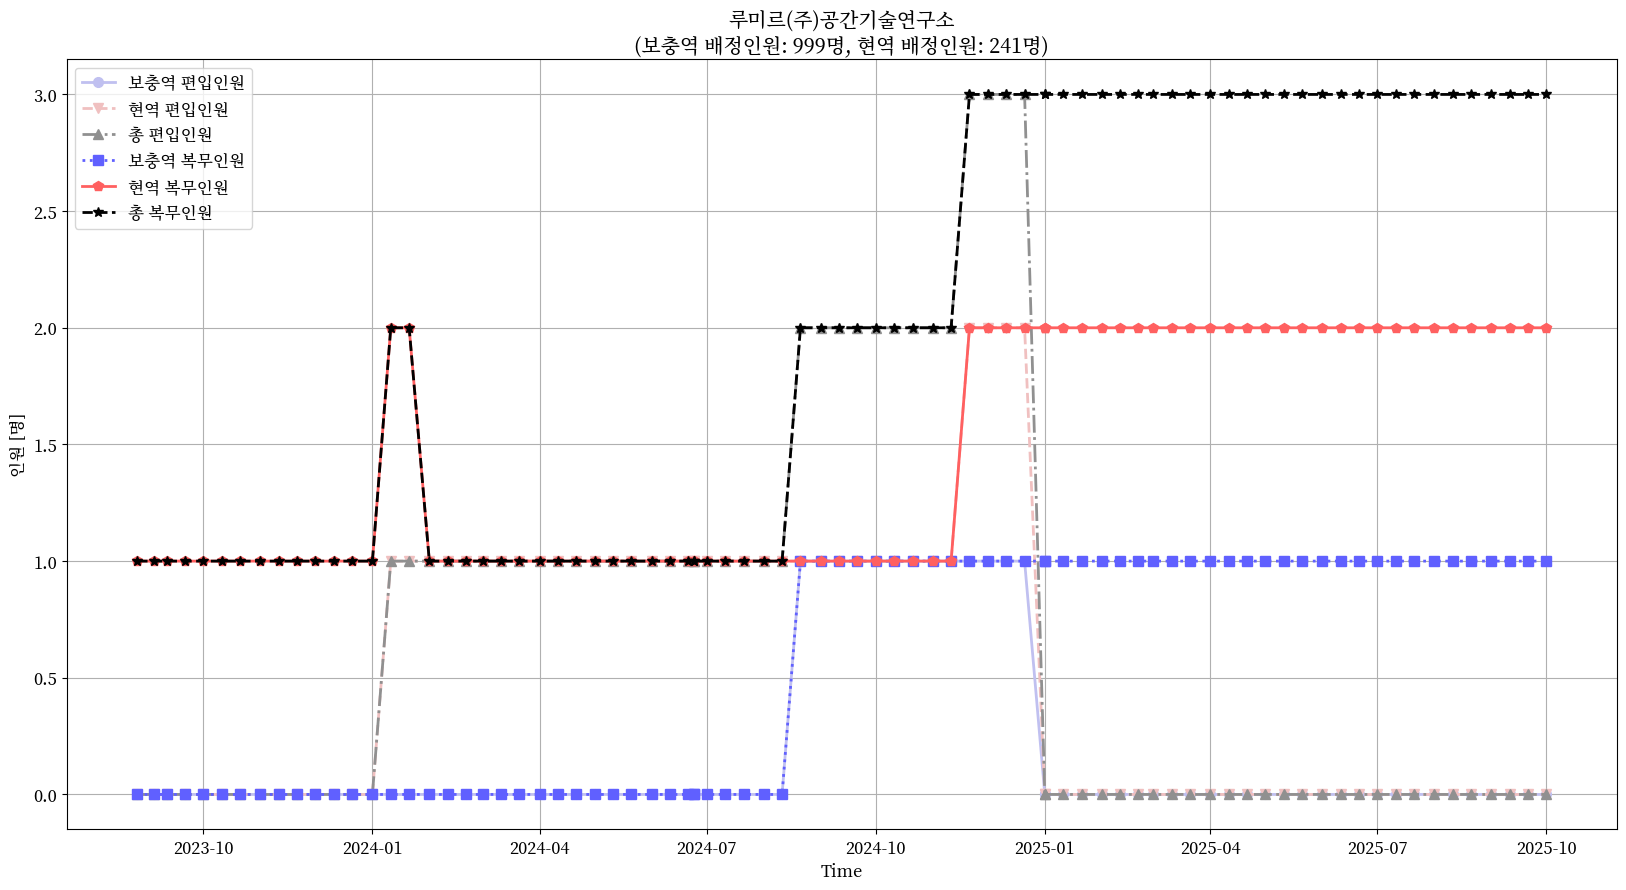 루미르(주)공간기술연구소
(보충역 배정인원: 999명, 현역 배정인원: 241명)
보충역 편입인원
현역 편입인원
총 편입인원
보충역 복무인원
현역 복무인원
총 복무인원
3.0
2.5
2.0
1.5
1.0
0.5
0.0
인원 [명]
2023-10
2024-01
2024-04
2024-07
2024-10
2025-01
2025-04
2025-07
2025-10
Time